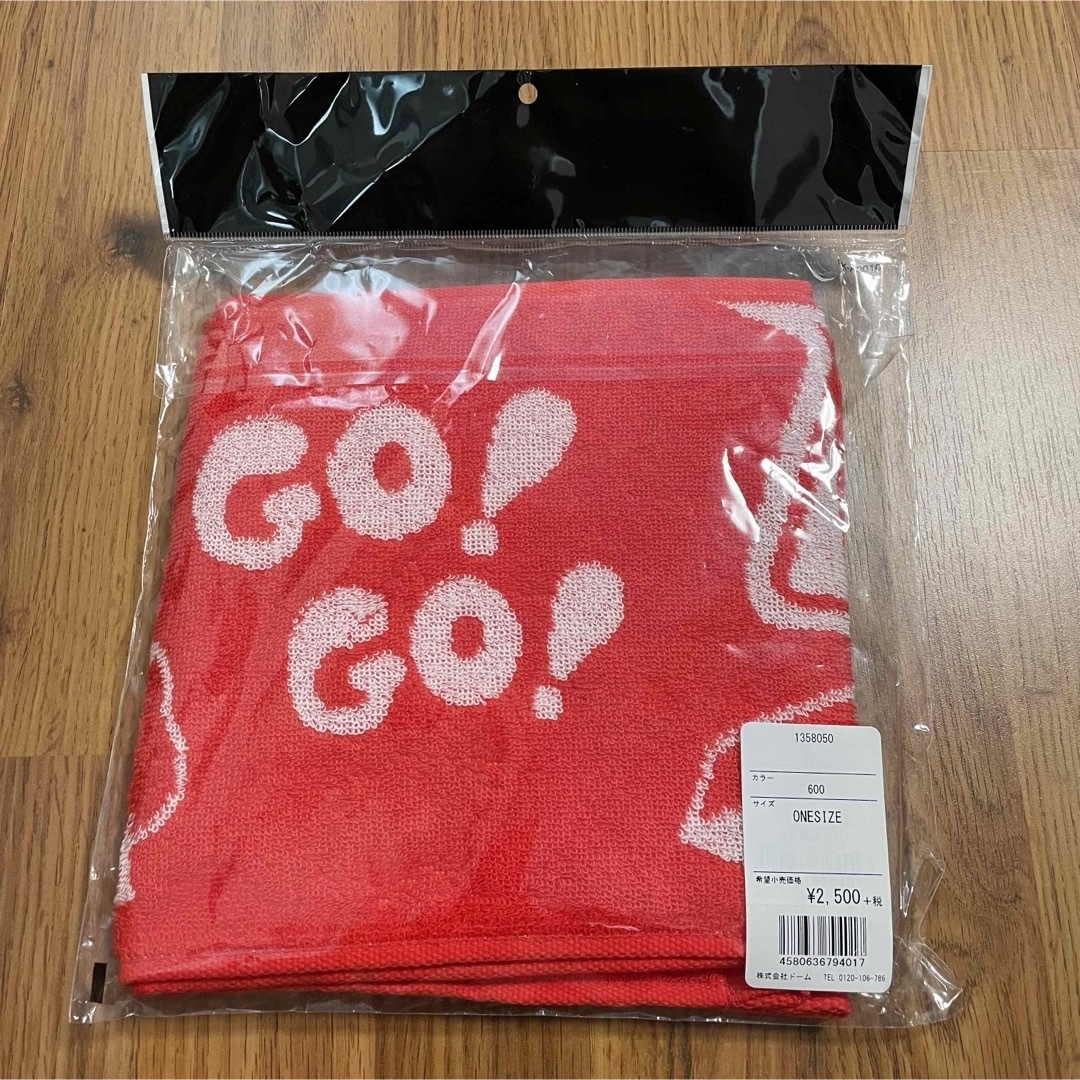 GO!
GO!
1358050
カラー
600
サイズ
ONESIZE
希望小売価格
¥2,500+税
4580636794017
株式会社ドーム TEL 0120-106-786